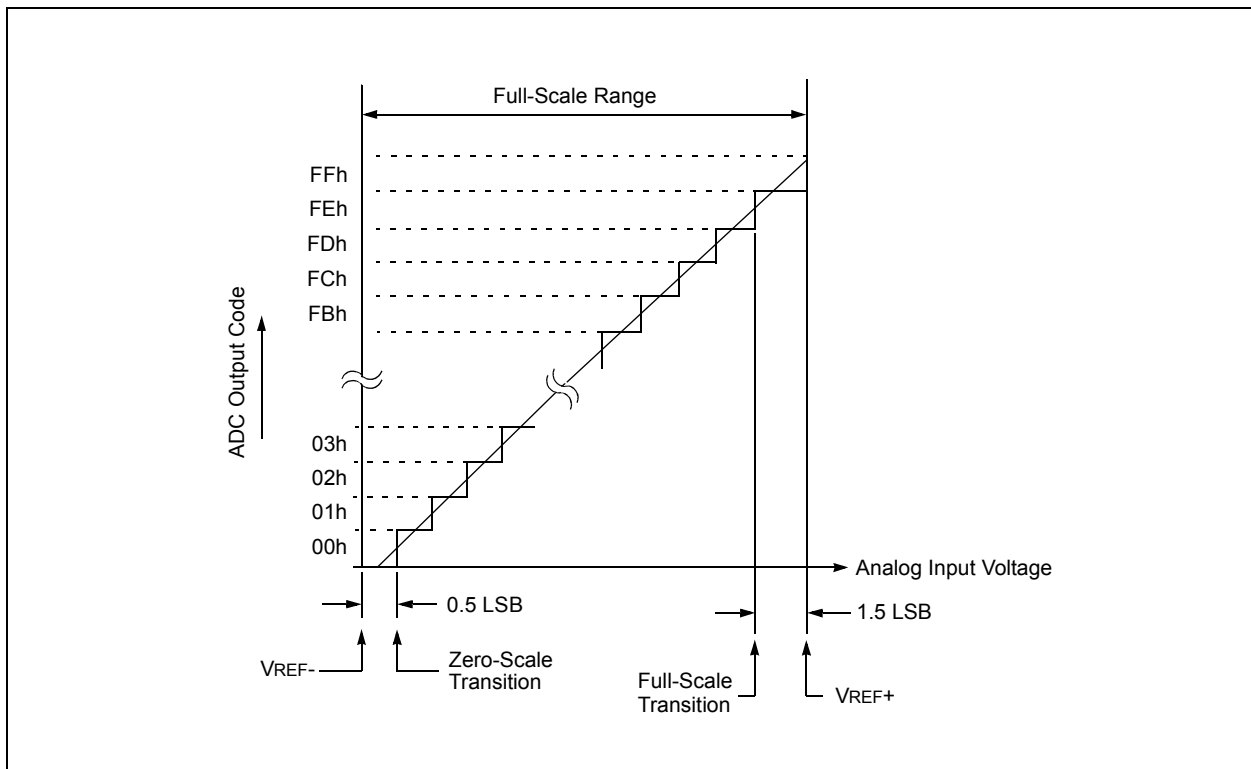 Full-Scale Range
FFh
FEh
FDh
FCh
FBh
ADC Output Code
03h
02h
01h
00h
Analog Input Voltage
0.5 LSB
1.5 LSB
VREF-
Zero-Scale
Transition
Full-Scale
Transition
VREF+